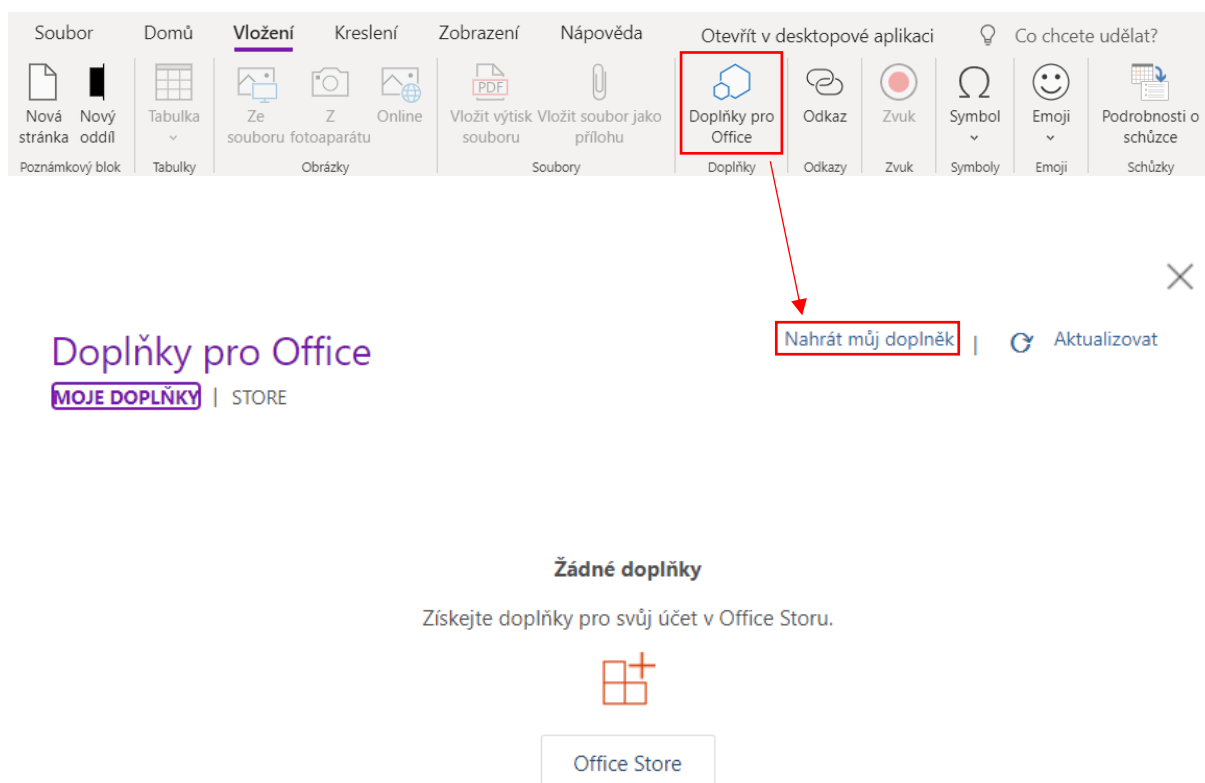 Soubor Domů Vložení Kreslení Zobrazení Nápověda Otevřít v desktopové aplikaci Co chcete udělat?
Nová stránka
Nový oddíl
Tabulka
Ze souboru
Z fotoaparátu
Online
PDF
Vložit výtisk souboru
Vložit soubor jako přílohu
Doplňky pro Office
Odkaz
Zvuk
Symbol
Emoji
Podrobnosti o schůzce
Poznámkový blok Tabulky Obrázky Soubory Doplňky Odkazy Zvuk Symboly Emoji Schůzky
Nahrát můj doplněk | Aktualizovat
Doplňky pro Office
MOJE DOPLŇKY | STORE
Žádné doplňky
Získejte doplňky pro svůj účet v Office Storu.
Office Store